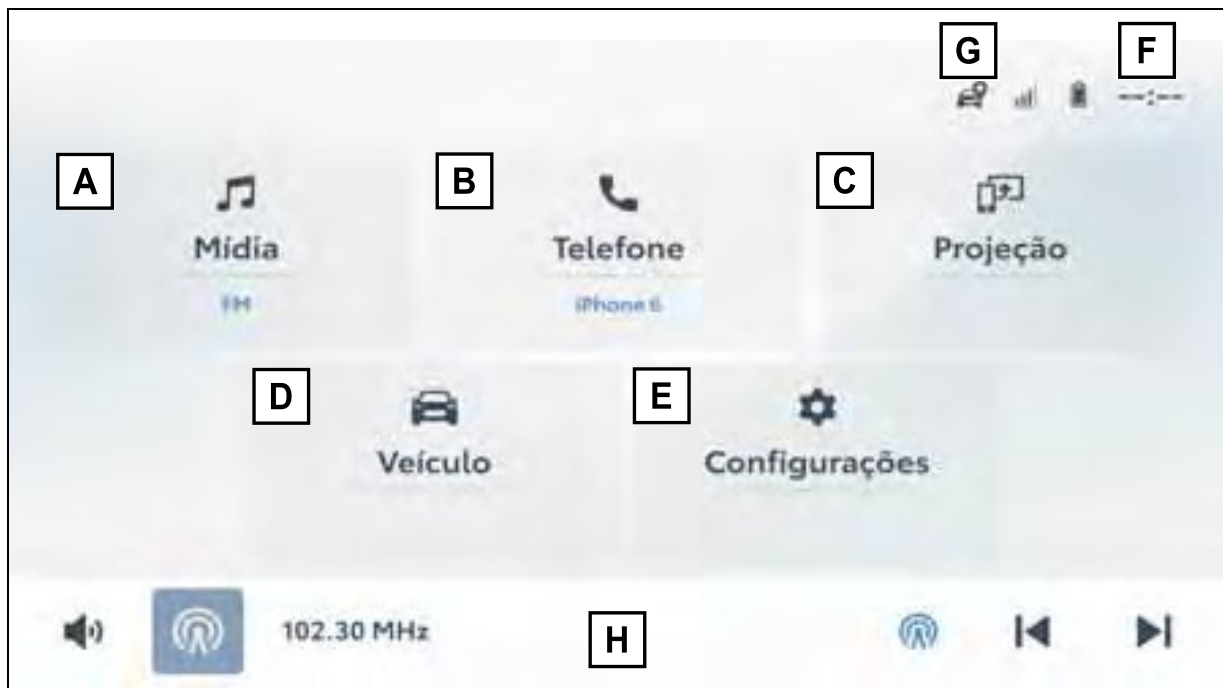 G F
--:--
A B C
Mídia Telefone Projeção
FM iPhone 6
D E
Veículo Configurações
102.30 MHz H